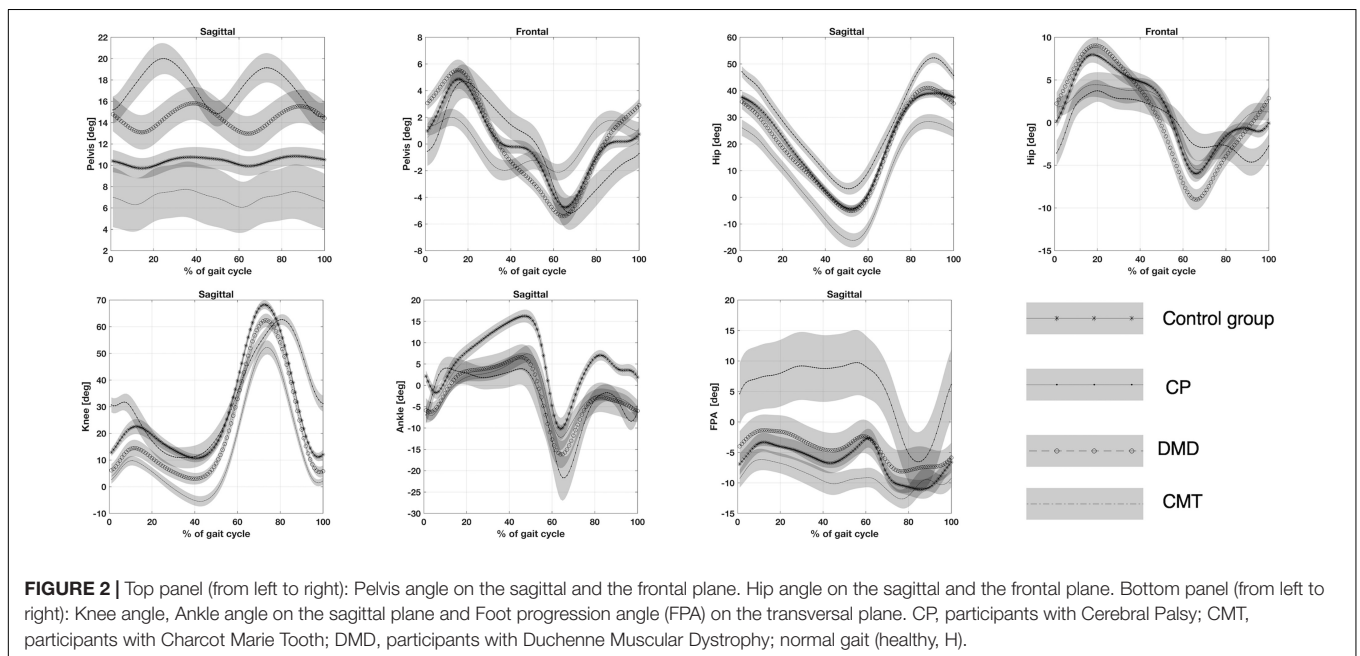 Sagittal
Frontal
Sagittal
Frontal
22
20
18
16
14
12
10
8
6
4
2
Pelvis [deg]
0 20 40 60 80 100
% of gait cycle
8
6
4
2
0
-2
-4
-6
-8
Pelvis [deg]
0 20 40 60 80 100
% of gait cycle
60
50
40
30
20
10
0
-10
-20
Hip [deg]
0 20 40 60 80 100
% of gait cycle
10
5
0
-5
-10
-15
Hip [deg]
0 20 40 60 80 100
% of gait cycle
Sagittal
Sagittal
Sagittal
70
60
50
40
30
20
10
0
-10
Knee [deg]
0 20 40 60 80 100
% of gait cycle
20
15
10
5
0
-5
-10
-15
-20
-25
-30
Ankle [deg]
0 20 40 60 80 100
% of gait cycle
20
15
10
5
0
-5
-10
-15
FPA [deg]
0 20 40 60 80 100
% of gait cycle
Control group
CP
DMD
CMT
FIGURE 2 | Top panel (from left to right): Pelvis angle on the sagittal and the frontal plane. Hip angle on the sagittal and the frontal plane. Bottom panel (from left to
right): Knee angle, Ankle angle on the sagittal plane and Foot progression angle (FPA) on the transversal plane. CP, participants with Cerebral Palsy; CMT,
participants with Charcot Marie Tooth; DMD, participants with Duchenne Muscular Dystrophy; normal gait (healthy, H).